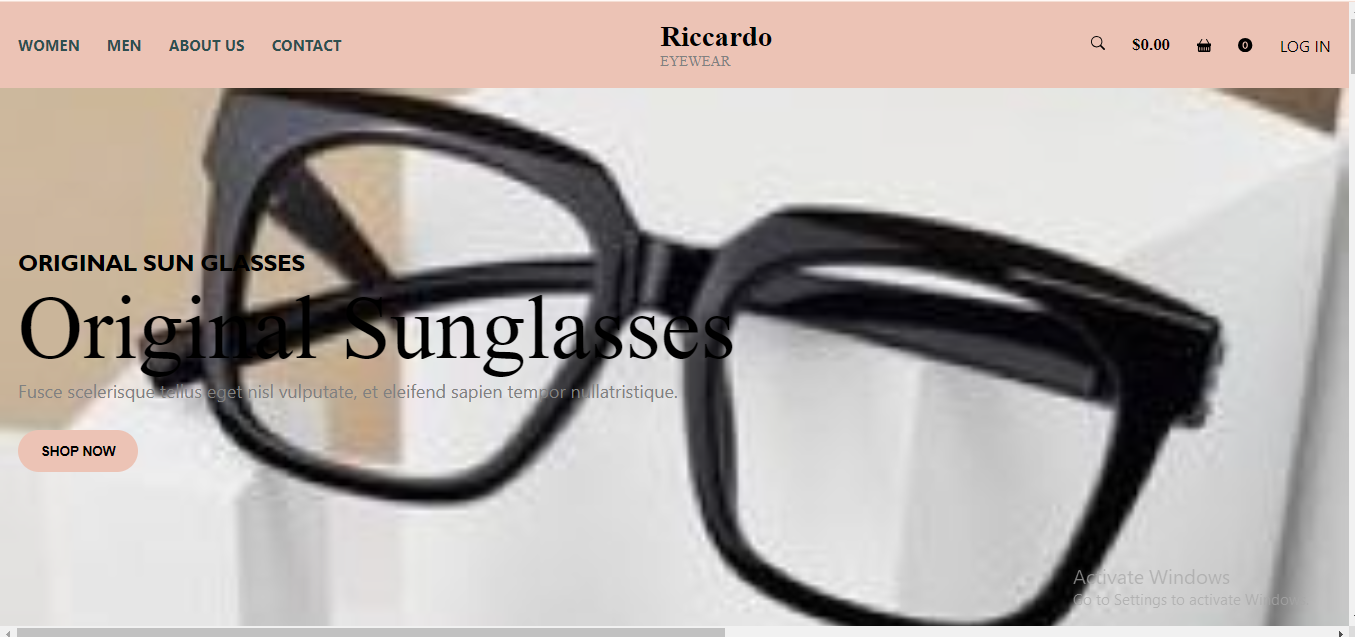 WOMEN MEN ABOUT US CONTACT
Riccardo
EYEWEAR
$0.00 0 LOG IN
ORIGINAL SUN GLASSES
Original Sunglasses
Fusce scelerisque tellus eget nisl vulputate, et eleifend sapien tempor nullatristique.
SHOP NOW
Activate Windows
Go to Settings to activate Windows